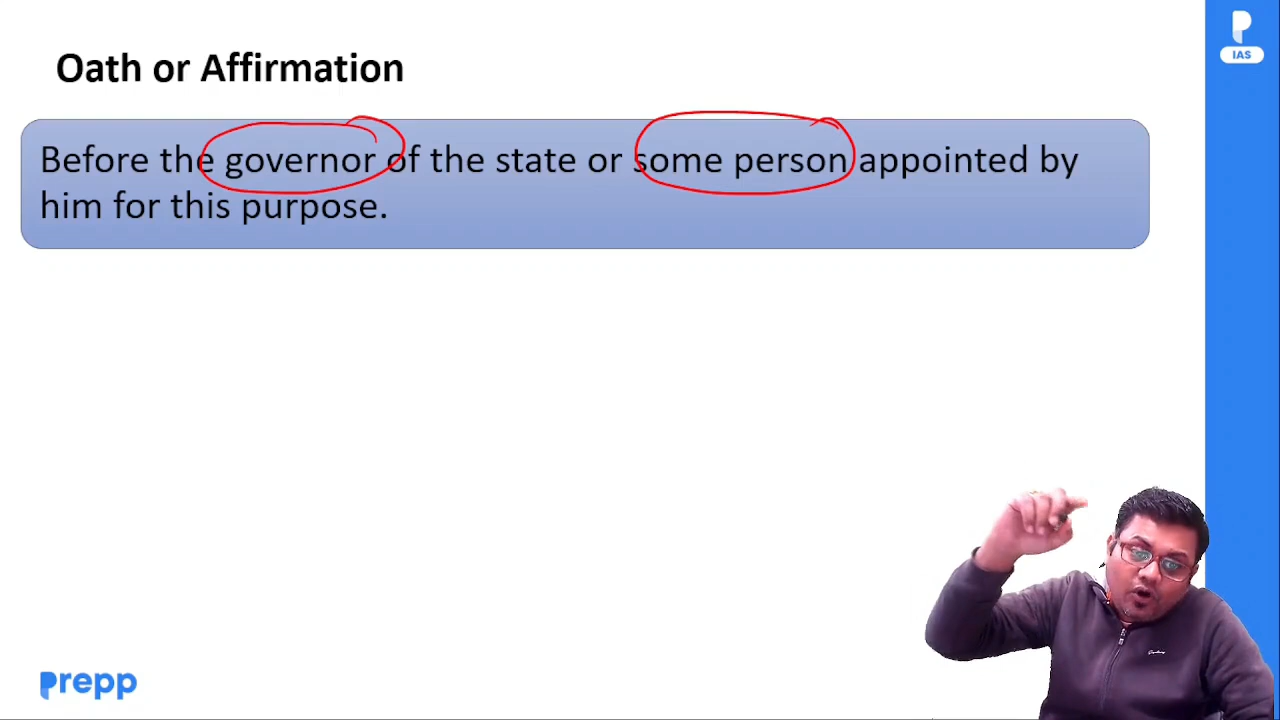 Oath or Affirmation
IAS
Before the governor of the state or some person appointed by
him for this purpose.
prepp